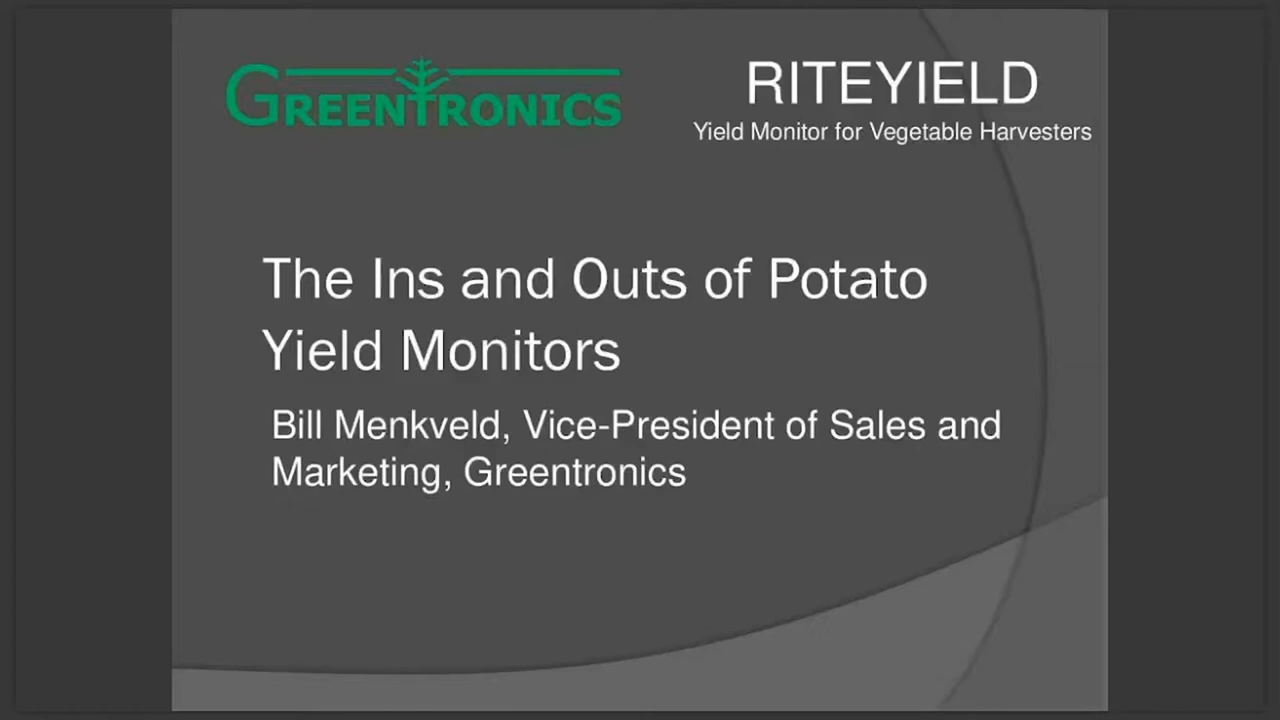 GREENTRONICS
RITEYIELD
Yield Monitor for Vegetable Harvesters
The Ins and Outs of Potato
Yield Monitors
Bill Menkveld, Vice-President of Sales and
Marketing, Greentronics